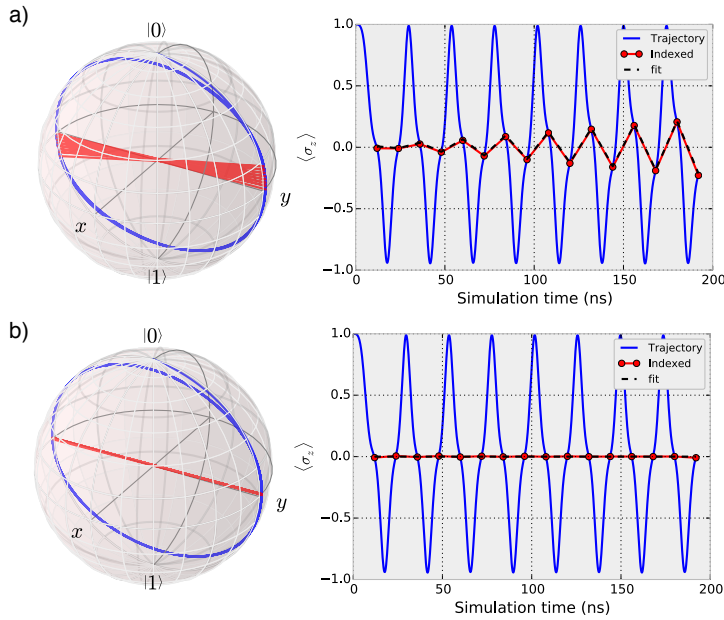 a)
|0⟩
x
y
|1⟩
1.0
0.5
0.0
−0.5
−1.0
⟨σz⟩
Trajectory
Indexed
fit
0 50 100 150 200
Simulation time (ns)
b)
|0⟩
x
y
|1⟩
1.0
0.5
0.0
−0.5
−1.0
⟨σz⟩
Trajectory
Indexed
fit
0 50 100 150 200
Simulation time (ns)